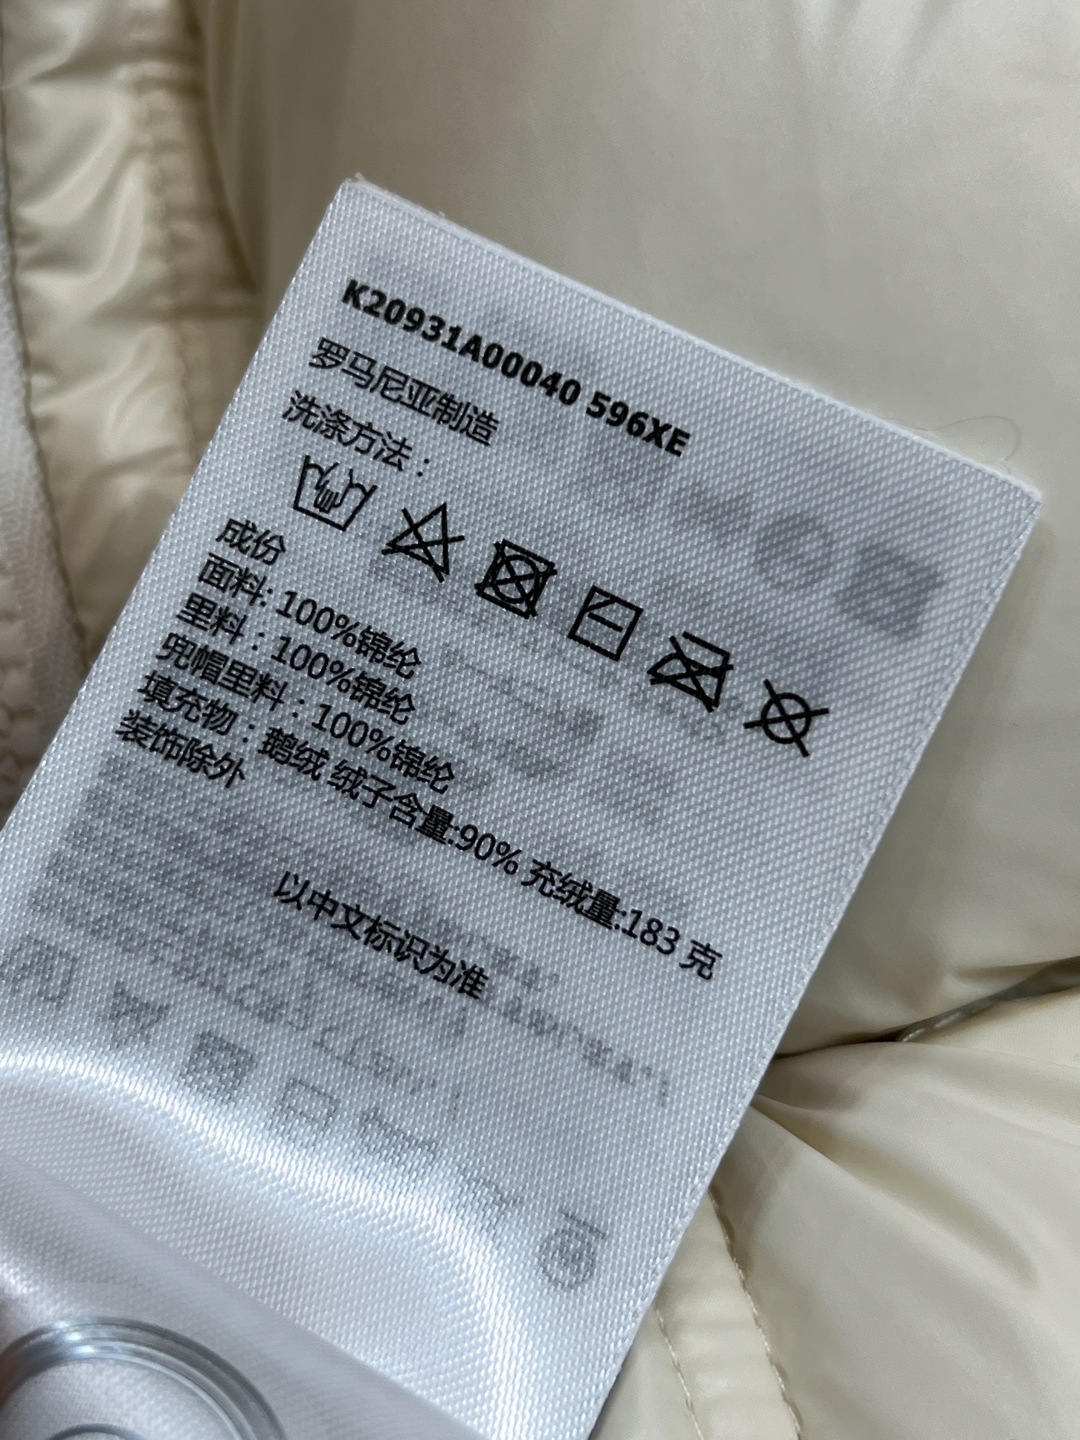 K20931A00040 596XE
罗马尼亚制造
洗涤方法：
成份
面料: 100%锦纶
里料：100%锦纶
兜帽里料：100%锦纶
填充物：鹅绒 绒子含量:90% 充绒量:183 克
装饰除外
以中文标识为准